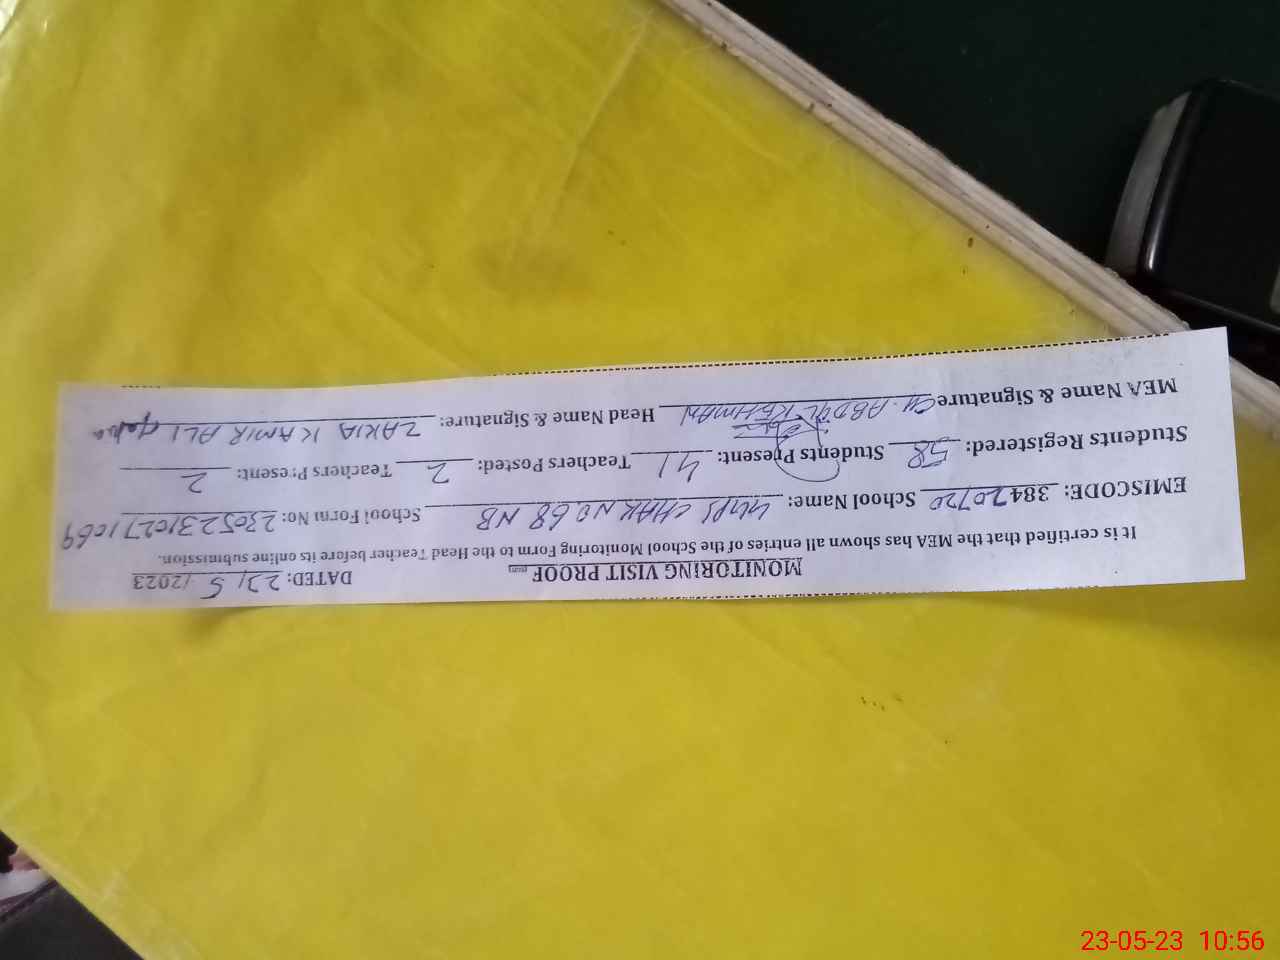 MONITORING VISIT PROOF DATED: 22/5/2023
It is certified that the MEA has shown all entries of the School Monitoring Form to the Head Teacher before its online submission.
EMISCODE: 38420720 School Name: CHAK NO 68 NB School Form No: 2305231027 1069
Students Registered: 58 Students Present: 41 Teachers Posted: 2 Teachers Present: 2
MEA Name & Signature CH. ABDUL REHMAN Head Name & Signature: ZAKIA KAMIR ALI
23-05-23 10:56